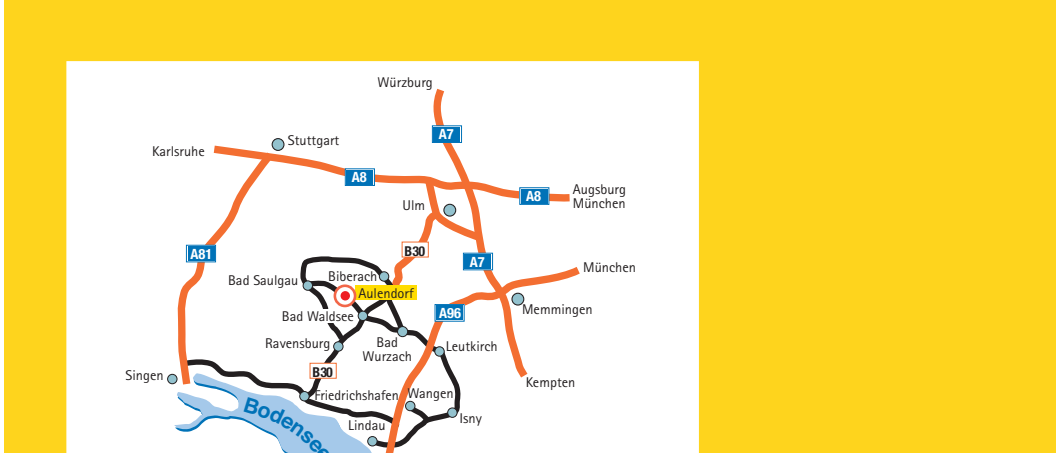 Würzburg
A7
Stuttgart
Karlsruhe
A8
A8
Augsburg
München
Ulm
B30
A81
A7
München
Bad Saulgau
Biberach
Aulendorf
Memmingen
Bad Waldsee
A96
Ravensburg
Bad
Wurzach
Leutkirch
B30
Singen
Kempten
Friedrichshafen
Wangen
Isny
Bodensee
Lindau